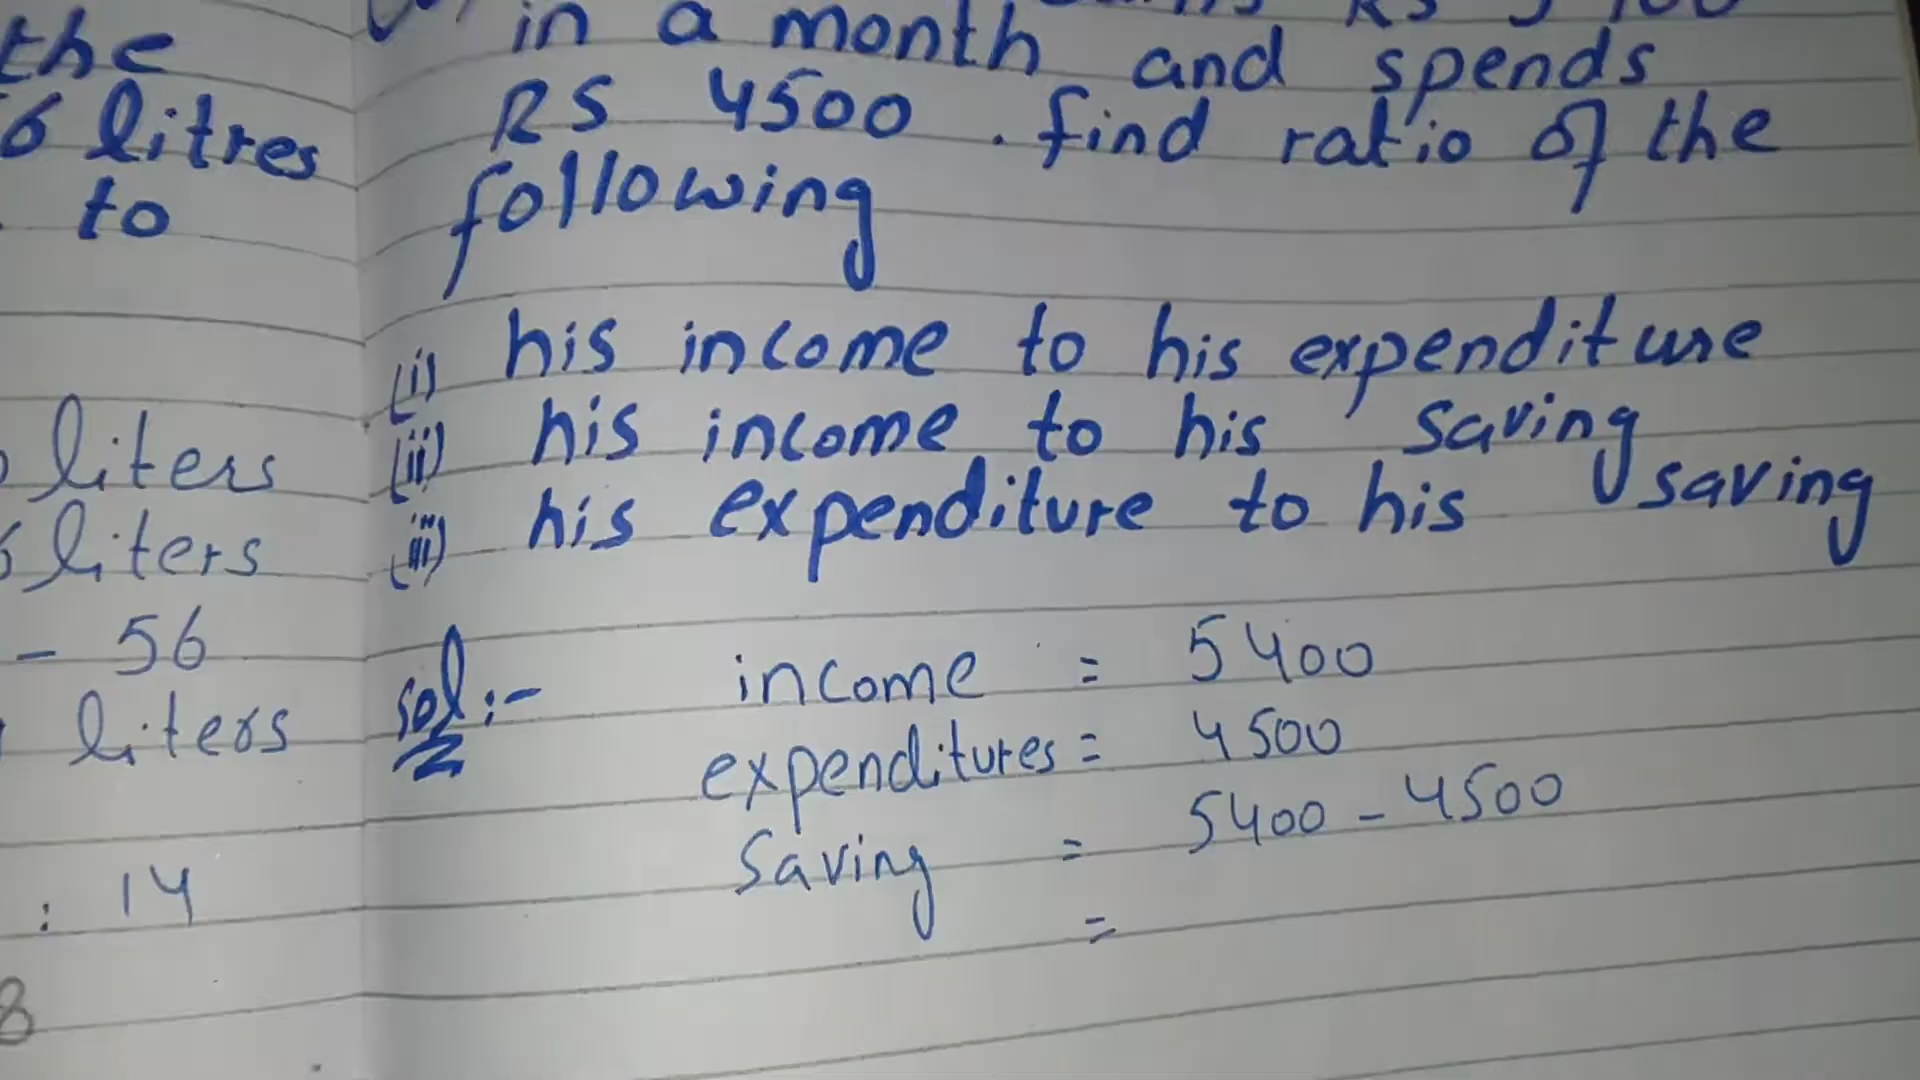 the
6 litres
to
liters
liters
- 56
liters
: 14
8
in a month and spends
RS 4500 . find ratio of the
following
(i) his income to his expenditure
(ii) his income to his saving
(iii) his expenditure to his saving
sol:- income = 5400
expenditures = 4500
Saving = 5400 - 4500
=